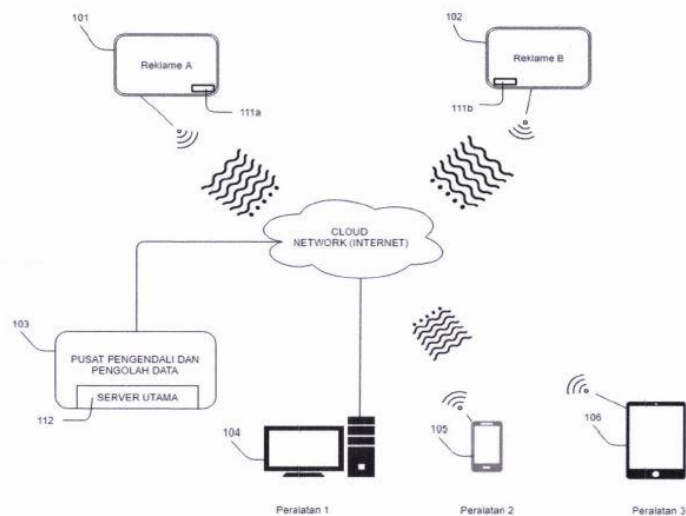 101
102
Reklame A
Reklame B
111a
111b
CLOUD
NETWORK (INTERNET)
103
PUSAT PENGENDALI DAN
PENGOLAH DATA
SERVER UTAMA
112
104
105
106
Peralatan 1
Peralatan 2
Peralatan 3